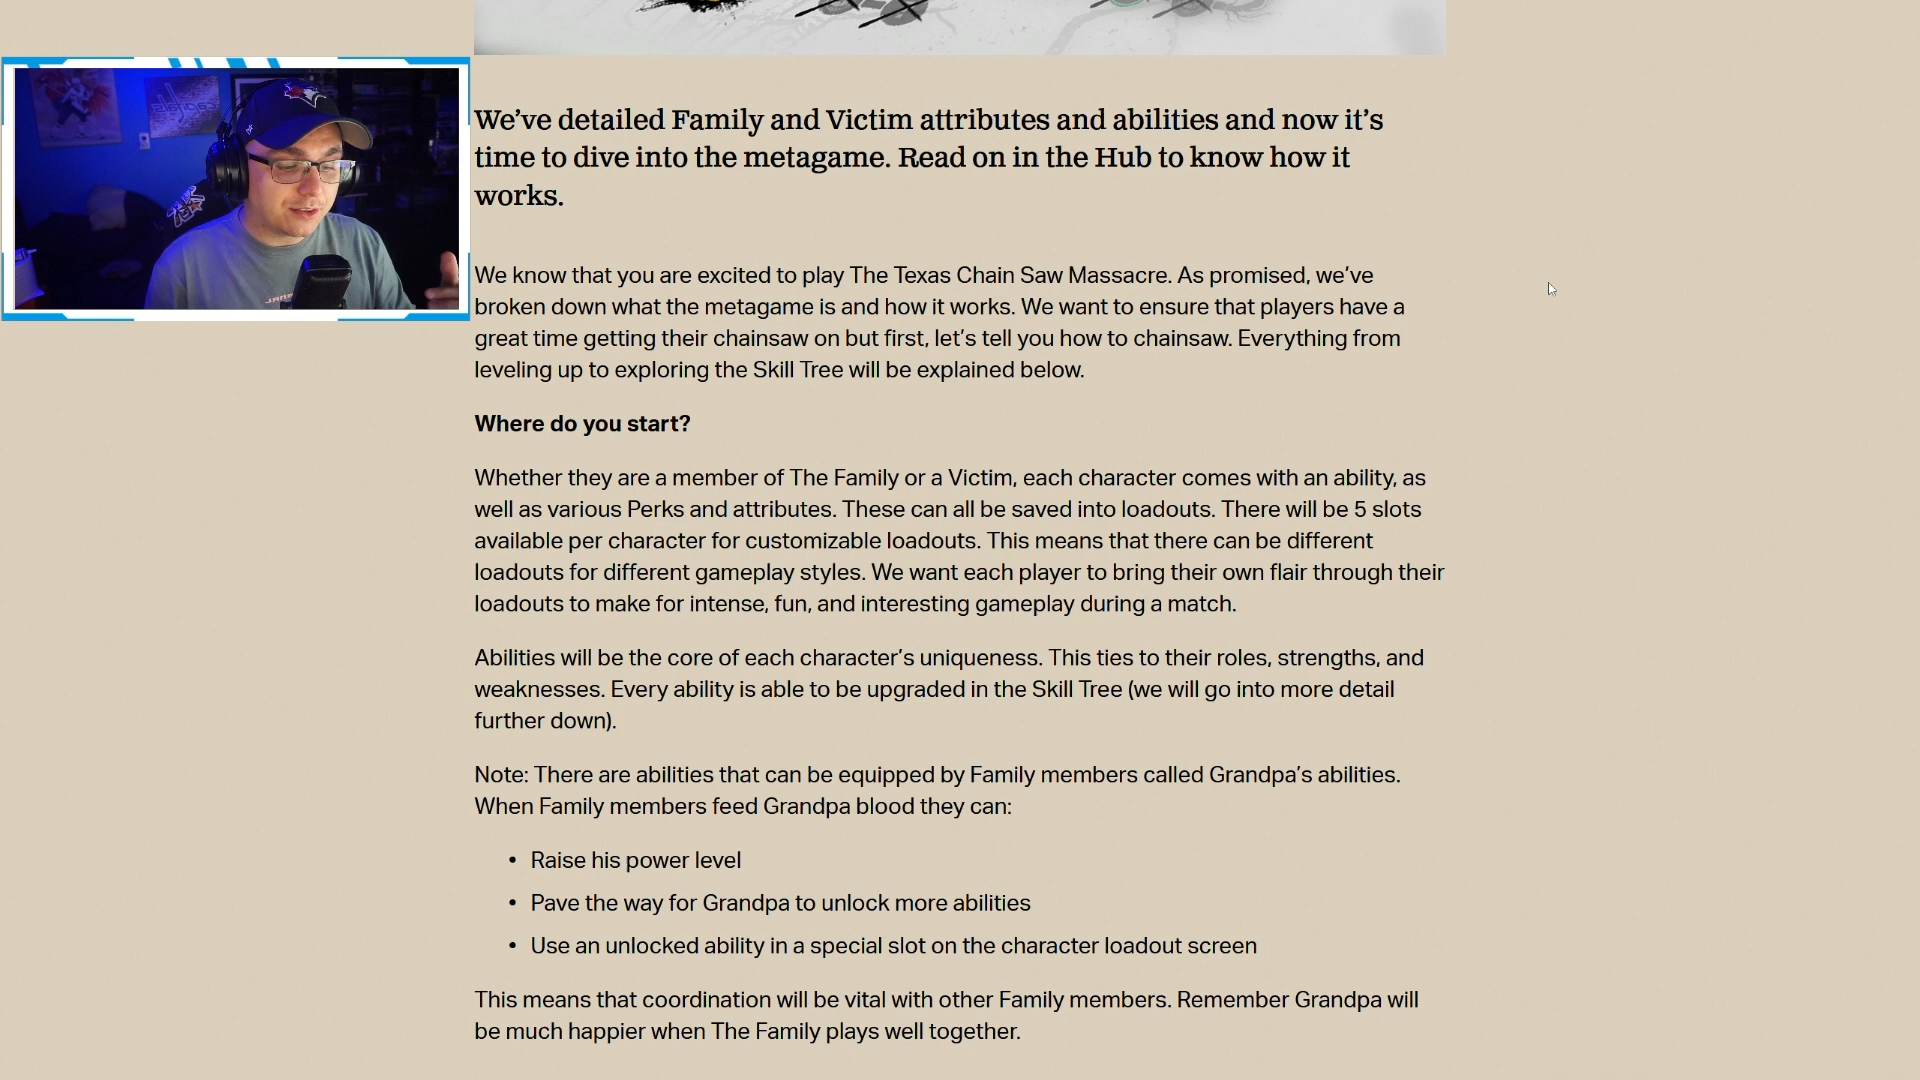 We’ve detailed Family and Victim attributes and abilities and now it’s
time to dive into the metagame. Read on in the Hub to know how it
works.
We know that you are excited to play The Texas Chain Saw Massacre. As promised, we’ve
broken down what the metagame is and how it works. We want to ensure that players have a
great time getting their chainsaw on but first, let’s tell you how to chainsaw. Everything from
leveling up to exploring the Skill Tree will be explained below.
Where do you start?
Whether they are a member of The Family or a Victim, each character comes with an ability, as
well as various Perks and attributes. These can all be saved into loadouts. There will be 5 slots
available per character for customizable loadouts. This means that there can be different
loadouts for different gameplay styles. We want each player to bring their own flair through their
loadouts to make for intense, fun, and interesting gameplay during a match.
Abilities will be the core of each character’s uniqueness. This ties to their roles, strengths, and
weaknesses. Every ability is able to be upgraded in the Skill Tree (we will go into more detail
further down).
Note: There are abilities that can be equipped by Family members called Grandpa’s abilities.
When Family members feed Grandpa blood they can:
• Raise his power level
• Pave the way for Grandpa to unlock more abilities
• Use an unlocked ability in a special slot on the character loadout screen
This means that coordination will be vital with other Family members. Remember Grandpa will
be much happier when The Family plays well together.